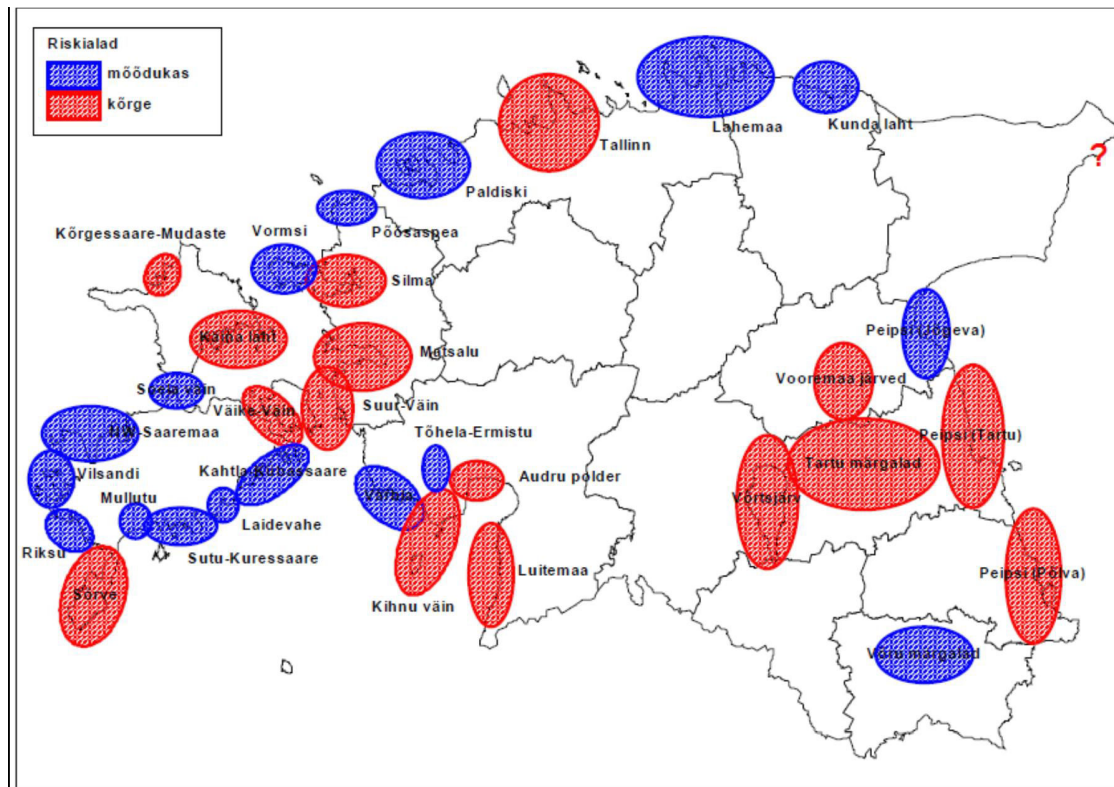 Riskialad
mõõdukas
kõrge
Lahemaa
Kunda laht
Tallinn
?
Paldiski
Põõsaspea
Vormsi
Kõrgessaare-Mudaste
Silma
Käina laht
Matsalu
Peipsi (Jõgeva)
Vooremaa järved
Soela väin
Väike-Väin
Suur-Väin
NW-Saaremaa
Tõhela-Ermistu
Peipsi (Tartu)
Vilsandi
Kahtla-Kübassaare
Audru polder
Tartu märgalad
Mullutu
Värbla
Võrtsjärv
Laidevahe
Riksu
Sutu-Kuressaare
Luitemaa
Peipsi (Põlva)
Sõrve
Kihnu väin
Võru märgalad